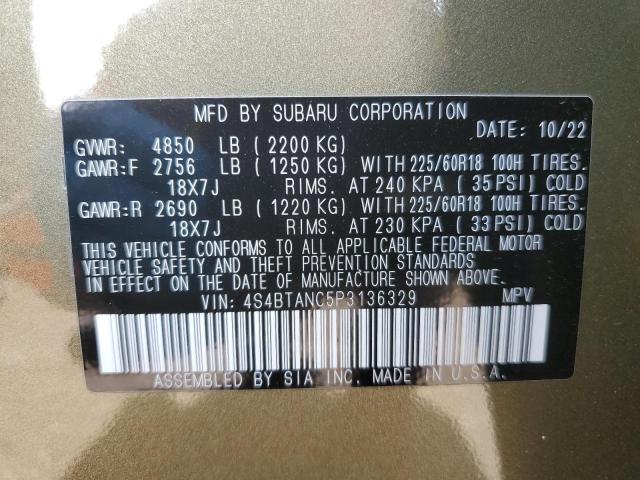 MFD BY SUBARU CORPORATION
DATE: 10/22
GVWR: 4850 LB ( 2200 KG)
GAWR:F 2756 LB ( 1250 KG) WITH 225/60R18 100H TIRES.
18X7J RIMS. AT 240 KPA ( 35 PSI) COLD
GAWR:R 2690 LB ( 1220 KG) WITH 225/60R18 100H TIRES.
18X7J RIMS. AT 230 KPA ( 33 PSI) COLD
THIS VEHICLE CONFORMS TO ALL APPLICABLE FEDERAL MOTOR
VEHICLE SAFETY AND THEFT PREVENTION STANDARDS
IN EFFECT ON THE DATE OF MANUFACTURE SHOWN ABOVE.
VIN: 4S4BTANC5P3136329 MPV
ASSEMBLED BY SIA INC. MADE IN U.S.A.